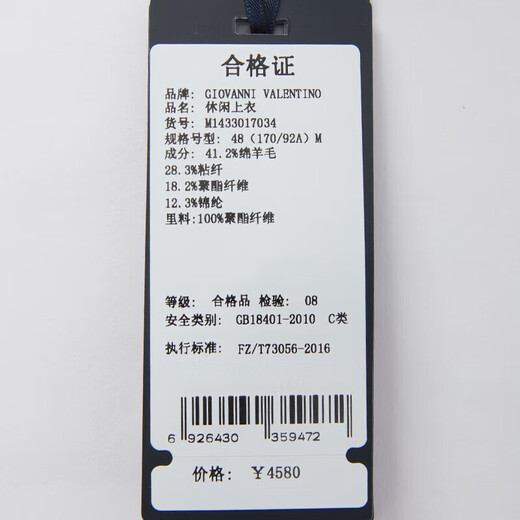 合格证
品牌: GIOVANNI VALENTINO
品名: 休闲上衣
货号: M1433017034
规格号型: 48（170/92A）M
成分: 41.2%绵羊毛
28.3%粘纤
18.2%聚酯纤维
12.3%锦纶
里料:100%聚酯纤维
等级: 合格品 检验: 08
安全类别: GB18401-2010 C类
执行标准: FZ/T73056-2016
6 926430 359472
价格: ￥4580